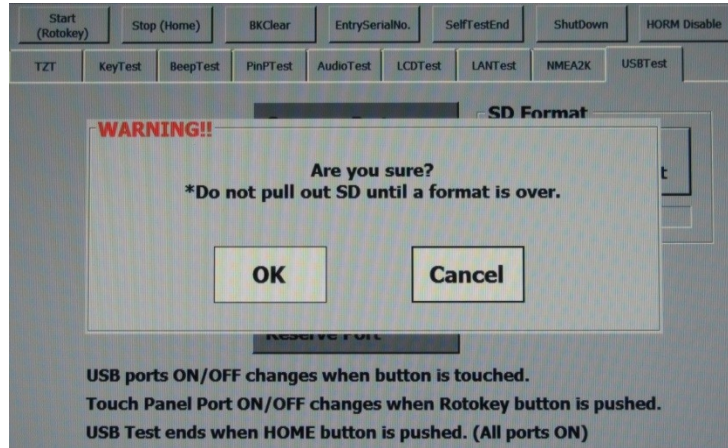 Start
(Rotokey)
Stop (Home)
BKClear
EntrySerialNo.
SelfTestEnd
ShutDown
HORM Disable
TZT
KeyTest
BeepTest
PinPTest
AudioTest
LCDTest
LANTest
NMEA2K
USBTest
SD Format
WARNING!!
Are you sure?
*Do not pull out SD until a format is over.
OK
Cancel
Reserve Port
USB ports ON/OFF changes when button is touched.
Touch Panel Port ON/OFF changes when Rotokey button is pushed.
USB Test ends when HOME button is pushed. (All ports ON)